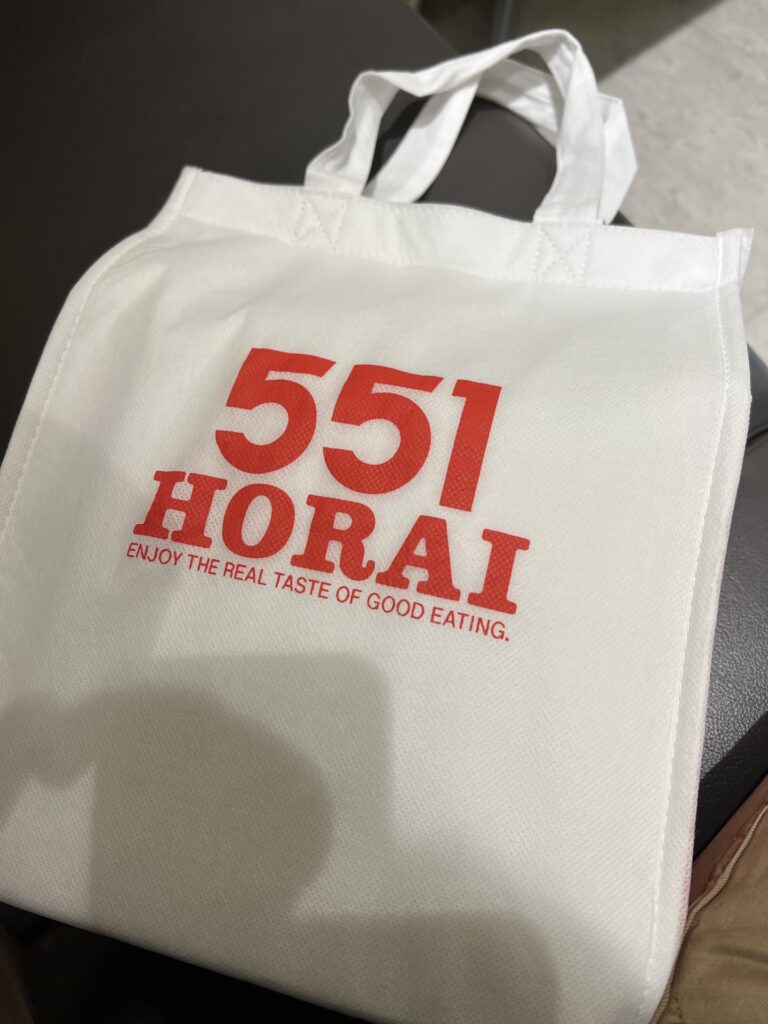 551
HORAI
ENJOY THE REAL TASTE OF GOOD EATING.